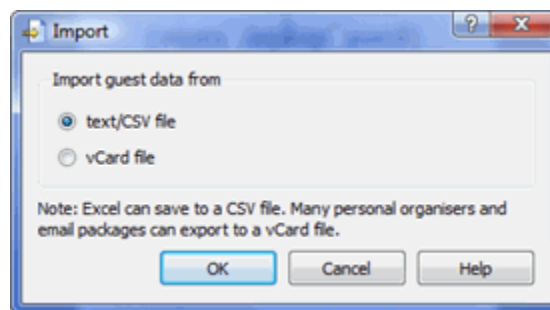 Import
Import guest data from
text/CSV file
vCard file
Note: Excel can save to a CSV file. Many personal organisers and
email packages can export to a vCard file.
OK
Cancel
Help